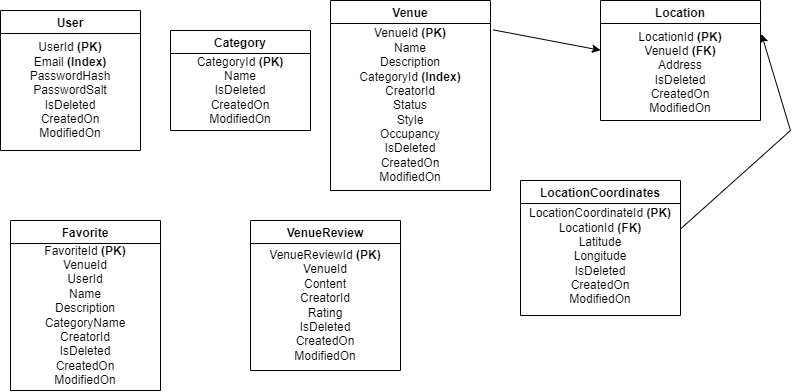 User
UserId (PK)
Email (Index)
PasswordHash
PasswordSalt
IsDeleted
CreatedOn
ModifiedOn
Category
CategoryId (PK)
Name
IsDeleted
CreatedOn
ModifiedOn
Venue
VenueId (PK)
Name
Description
CategoryId (Index)
CreatorId
Status
Style
Occupancy
IsDeleted
CreatedOn
ModifiedOn
Location
LocationId (PK)
VenueId (FK)
Address
IsDeleted
CreatedOn
ModifiedOn
LocationCoordinates
LocationCoordinateId (PK)
LocationId (FK)
Latitude
Longitude
IsDeleted
CreatedOn
ModifiedOn
Favorite
FavoriteId (PK)
VenueId
UserId
Name
Description
CategoryName
CreatorId
IsDeleted
CreatedOn
ModifiedOn
VenueReview
VenueReviewId (PK)
VenueId
Content
CreatorId
Rating
IsDeleted
CreatedOn
ModifiedOn